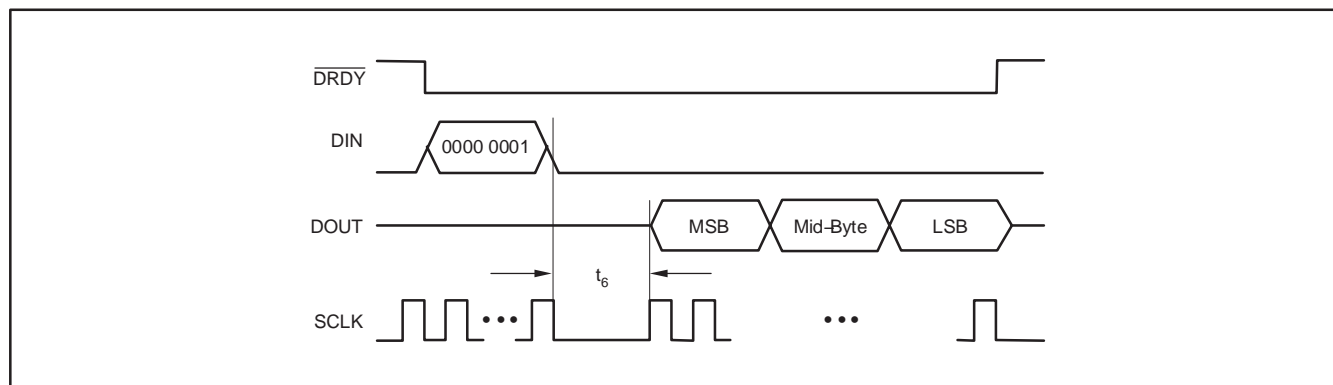 DRDY
DIN
0000 0001
DOUT
MSB
Mid-Byte
LSB
t6
SCLK